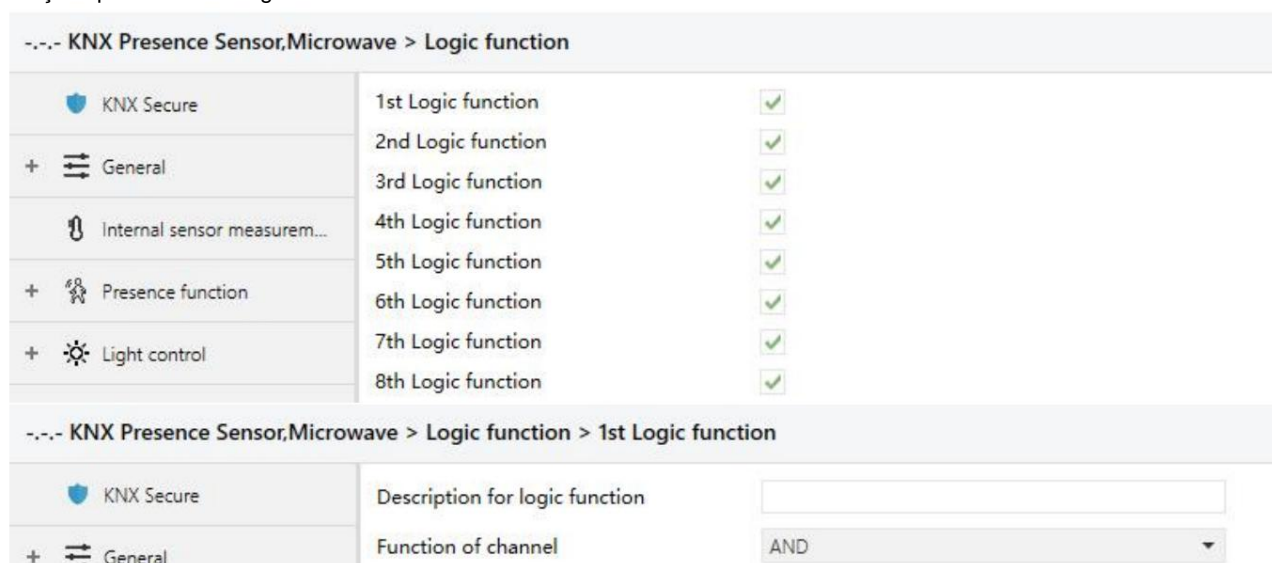 -.-.- KNX Presence Sensor,Microwave > Logic function
KNX Secure
+ General
Internal sensor measurem...
+ Presence function
+ Light control
1st Logic function
2nd Logic function
3rd Logic function
4th Logic function
5th Logic function
6th Logic function
7th Logic function
8th Logic function
-.-.- KNX Presence Sensor,Microwave > Logic function > 1st Logic function
KNX Secure
+ General
Description for logic function
Function of channel AND